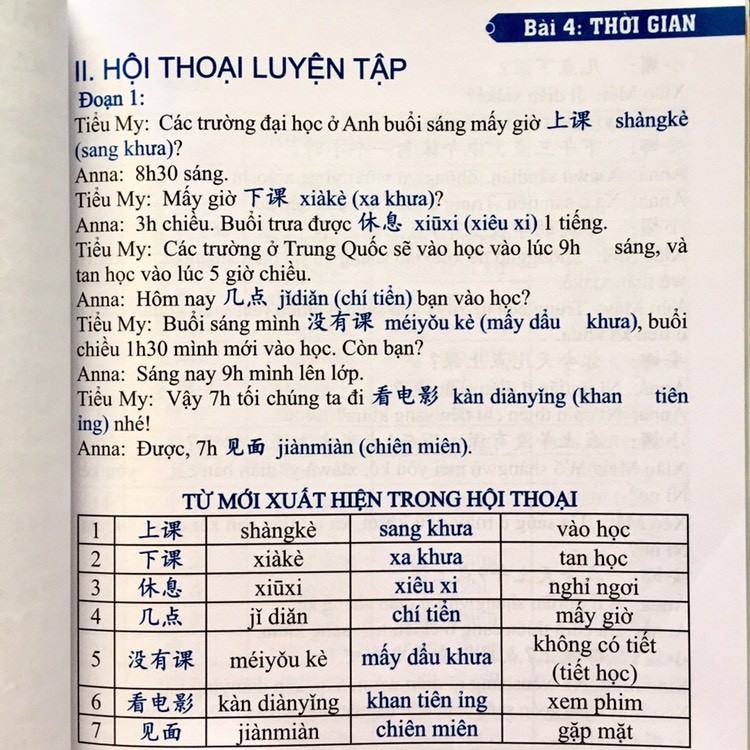 Bài 4: THỜI GIAN
II. HỘI THOẠI LUYỆN TẬP
Đoạn 1:
Tiểu My: Các trường đại học ở Anh buổi sáng mấy giờ 上课 shàngkè
(sang khưa)?
Anna: 8h30 sáng.
Tiểu My: Mấy giờ 下课 xiàkè (xa khưa)?
Anna: 3h chiều. Buổi trưa được 休息 xiūxi (xiêu xi) 1 tiếng.
Tiểu My: Các trường ở Trung Quốc sẽ vào học vào lúc 9h sáng, và
tan học vào lúc 5 giờ chiều.
Anna: Hôm nay 几点 jǐdiǎn (chí tiển) bạn vào học?
Tiểu My: Buổi sáng mình 没有课 méiyǒu kè (mấy dẩu khưa), buổi
chiều 1h30 mình mới vào học. Còn bạn?
Anna: Sáng nay 9h mình lên lớp.
Tiểu My: Vậy 7h tối chúng ta đi 看电影 kàn diànyǐng (khan tiên
ỉng) nhé!
Anna: Được, 7h 见面 jiànmiàn (chiên miên).
TỪ MỚI XUẤT HIỆN TRONG HỘI THOẠI
1 上课 shàngkè sang khưa vào học
2 下课 xiàkè xa khưa tan học
3 休息 xiūxi xiêu xi nghỉ ngơi
4 几点 jǐ diǎn chí tiển mấy giờ
5 没有课 méiyǒu kè mấy dẩu khưa không có tiết
(tiết học)
6 看电影 kàn diànyǐng khan tiên ỉng xem phim
7 见面 jiànmiàn chiên miên gặp mặt